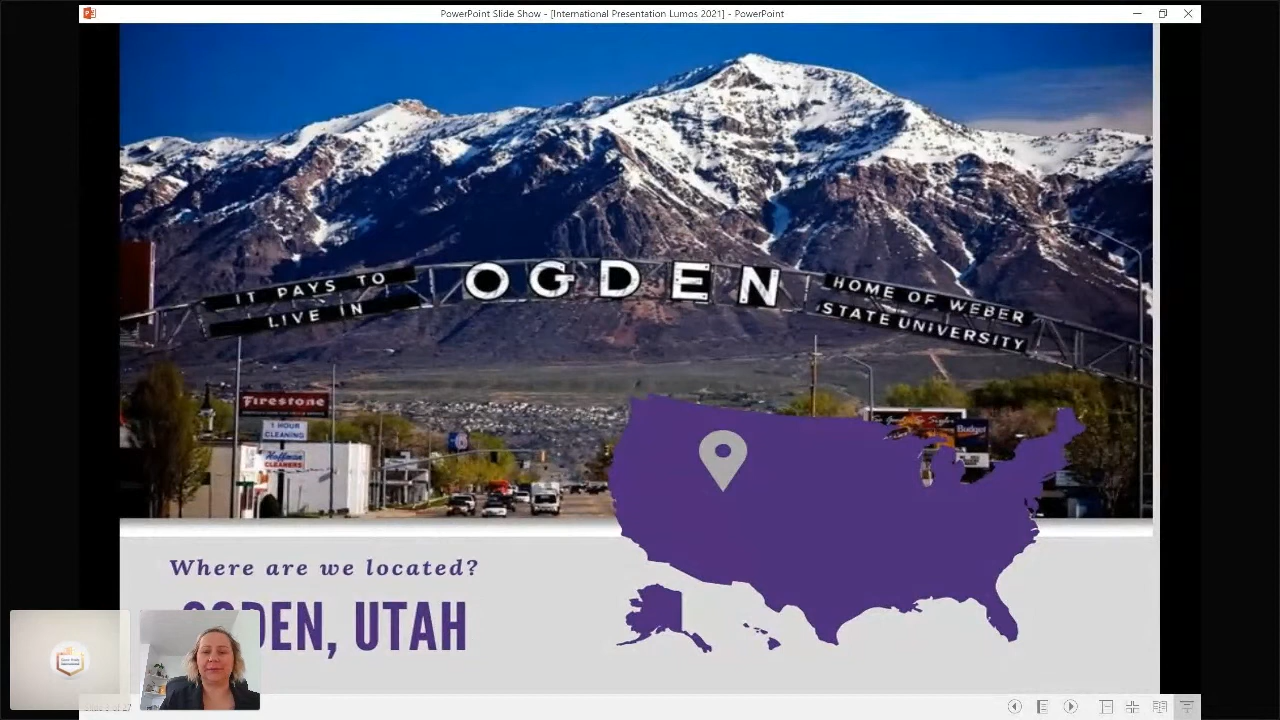 PowerPoint Slide Show - [International Presentation Lumos 2021] - PowerPoint
IT PAYS TO
LIVE IN
OGDEN
HOME OF WEBER
STATE UNIVERSITY
Firestone
1 HOUR
CLEANING
Hoffman
CLEANERS
Budget
Where are we located?
OGDEN, UTAH